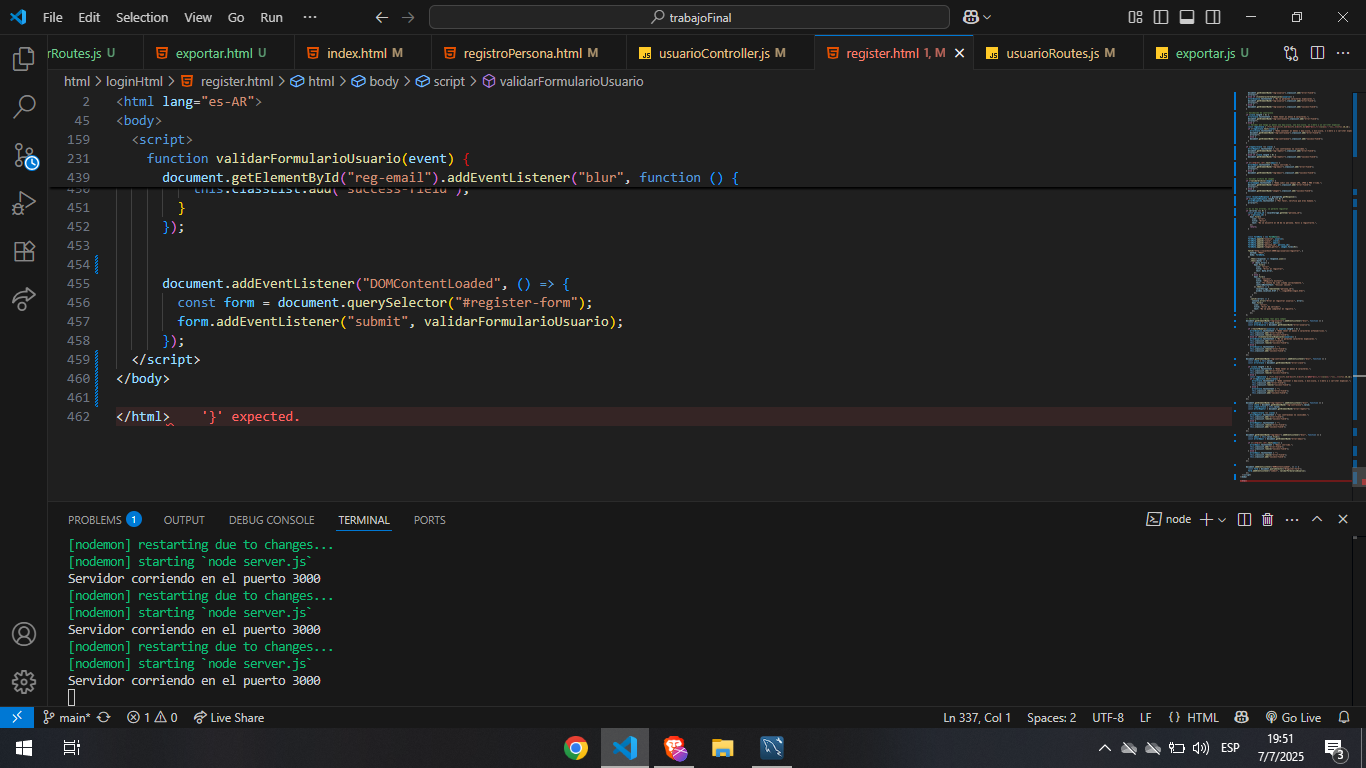 File Edit Selection View Go Run ··· trabajoFinal
rRoutes.js U exportar.html U index.html M registroPersona.html M usuarioController.js M register.html 1, M usuarioRoutes.js M exportar.js U
html > loginHtml > register.html > html > body > script > validarFormularioUsuario
2 <html lang="es-AR">
45 <body>
159 <script>
231 function validarFormularioUsuario(event) {
439 document.getElementById("reg-email").addEventListener("blur", function () {
450 this.classList.add("success-field");
451 }
452 });
453
454
455 document.addEventListener("DOMContentLoaded", () => {
456 const form = document.querySelector("#register-form");
457 form.addEventListener("submit", validarFormularioUsuario);
458 });
459 </script>
460 </body>
461
462 </html> '}' expected.
PROBLEMS 1 OUTPUT DEBUG CONSOLE TERMINAL PORTS node
[nodemon] restarting due to changes...
[nodemon] starting `node server.js`
Servidor corriendo en el puerto 3000
[nodemon] restarting due to changes...
[nodemon] starting `node server.js`
Servidor corriendo en el puerto 3000
[nodemon] restarting due to changes...
[nodemon] starting `node server.js`
Servidor corriendo en el puerto 3000
main* 1 0 Live Share Ln 337, Col 1 Spaces: 2 UTF-8 LF {} HTML Go Live
ESP
19:51
7/7/2025
3